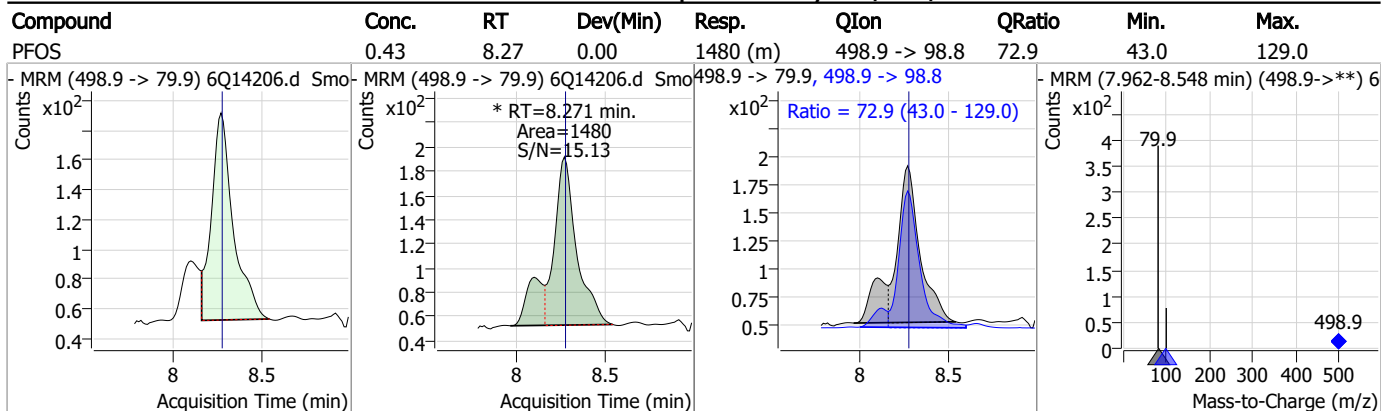 Compound Conc. RT Dev(Min) Resp. QIon QRatio Min. Max.
PFOS 0.43 8.27 0.00 1480 (m) 498.9 -> 98.8 72.9 43.0 129.0
- MRM (498.9 -> 79.9) 6Q14206.d Smo
Counts
x10²
1.6
1.4
1.2
1
0.8
0.6
0.4
8 8.5
Acquisition Time (min)
- MRM (498.9 -> 79.9) 6Q14206.d Smo
Counts
x10²
* RT=8.271 min.
Area=1480
S/N=15.13
2
1.8
1.6
1.4
1.2
1
0.8
0.6
0.4
8 8.5
Acquisition Time (min)
498.9 -> 79.9, 498.9 -> 98.8
Counts
x10²
Ratio = 72.9 (43.0 - 129.0)
2
1.75
1.5
1.25
1
0.75
0.5
8 8.5
Acquisition Time (min)
- MRM (7.962-8.548 min) (498.9->**) 6
Counts
x10²
79.9
4
3.5
3
2.5
2
1.5
1
0.5
0
498.9
100 200 300 400 500
Mass-to-Charge (m/z)